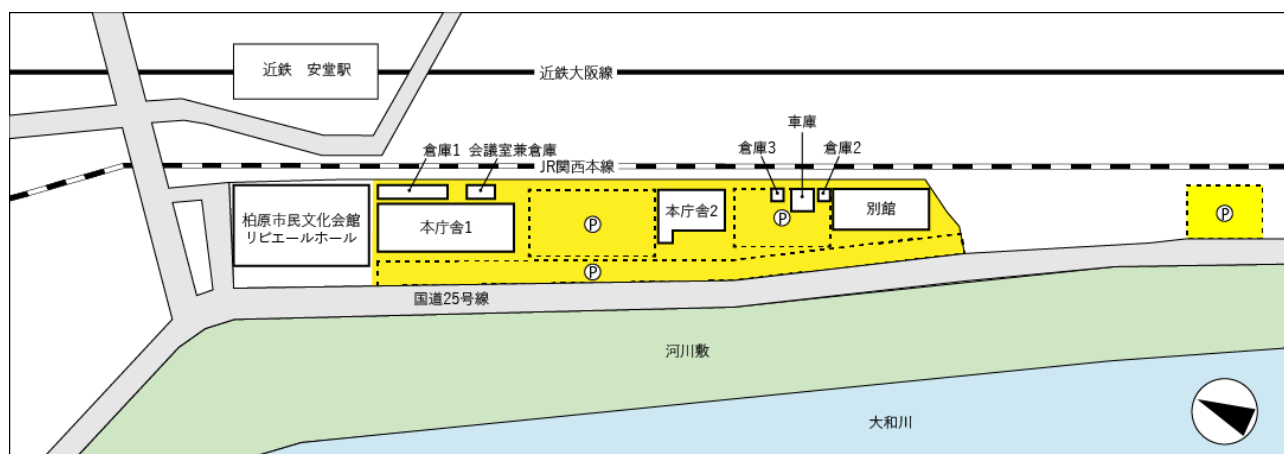 近鉄 安堂駅
近鉄大阪線
車庫
倉庫1 会議室兼倉庫
倉庫3
倉庫2
JR関西本線
柏原市民文化会館
リビエールホール
本庁舎1
P
本庁舎2
P
別館
P
P
国道25号線
河川敷
大和川